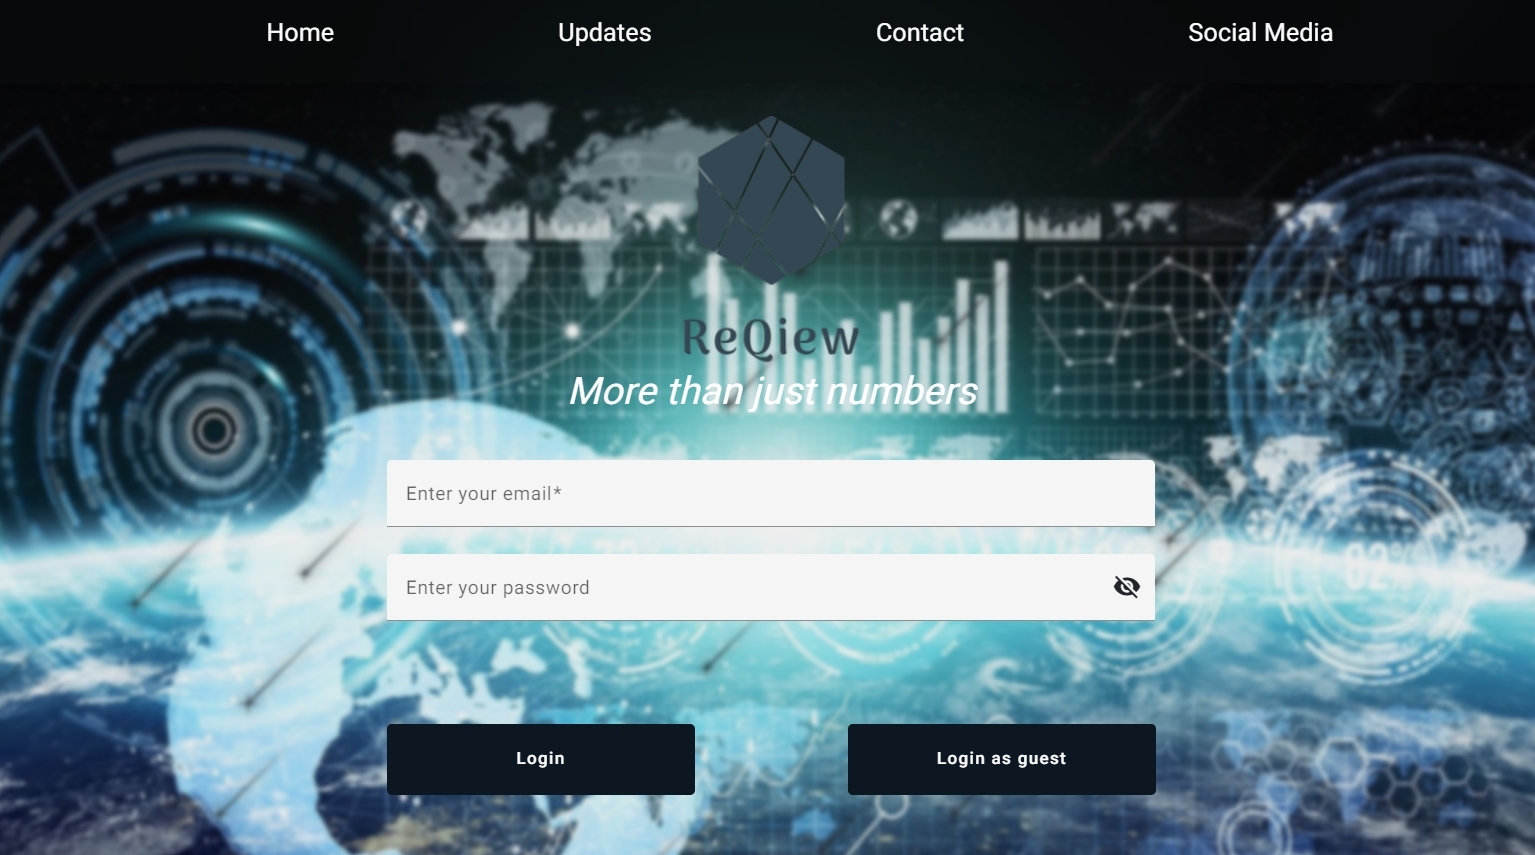 Home Updates Contact Social Media
ReQiew
More than just numbers
Enter your email*
Enter your password
Login Login as guest